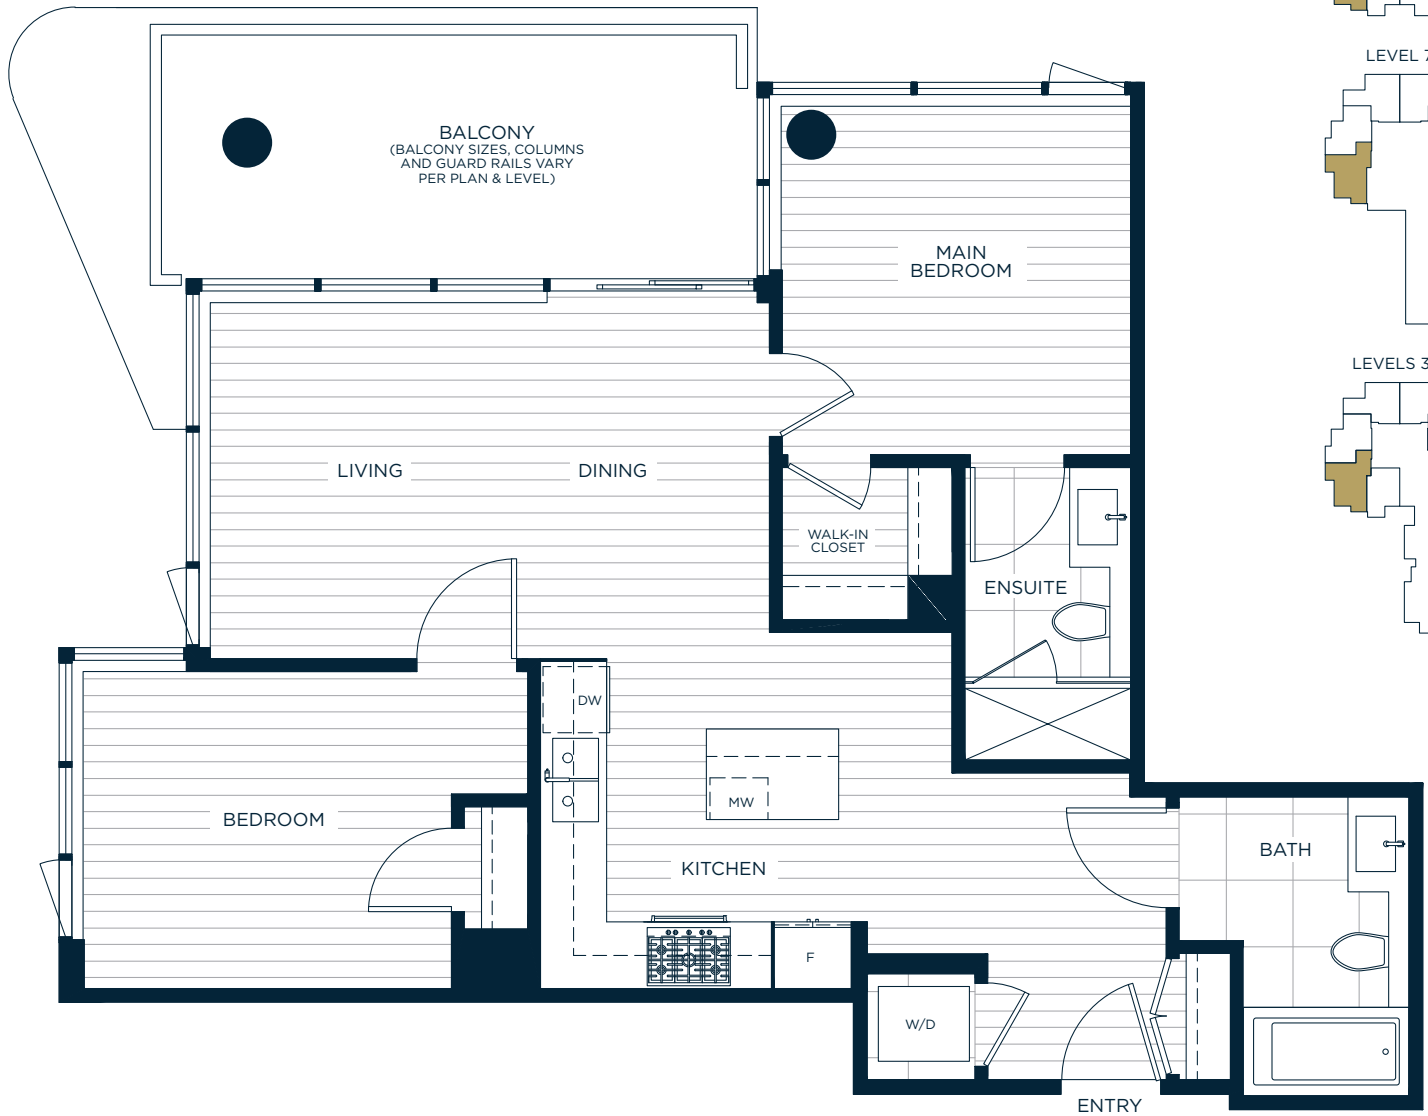 LEVEL 7
BALCONY
(BALCONY SIZES, COLUMNS
AND GUARD RAILS VARY
PER PLAN & LEVEL)
MAIN
BEDROOM
LEVELS 3
LIVING
DINING
WALK-IN
CLOSET
ENSUITE
DW
MW
BEDROOM
KITCHEN
BATH
F
W/D
ENTRY